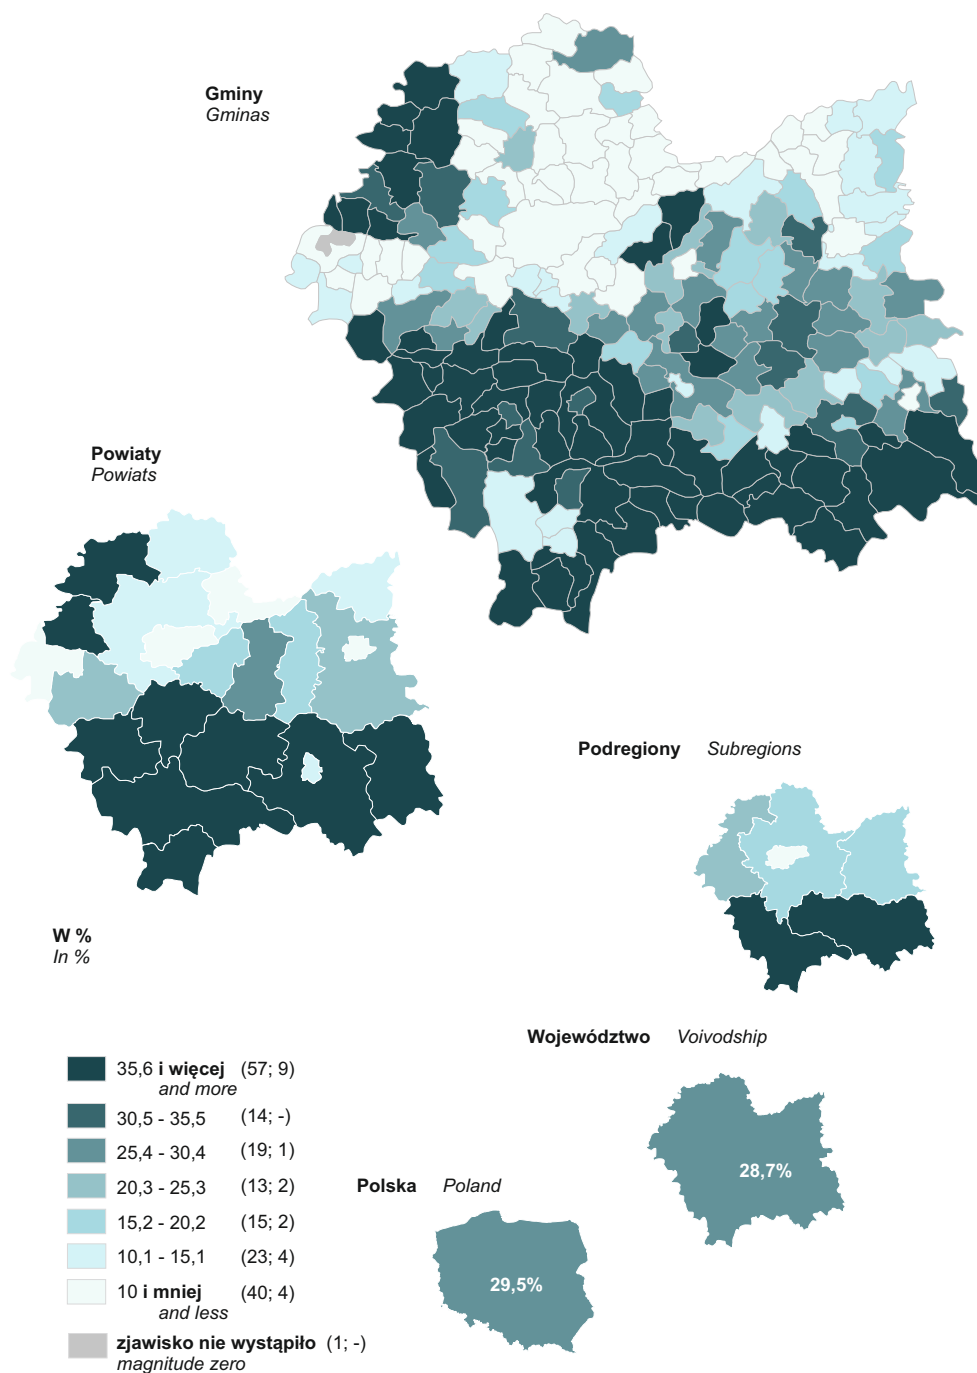 Gminy
Gminas
Powiaty
Powiats
Podregiony Subregions
W %
In %
Województwo Voivodship
35,6 i więcej (57; 9)
and more
30,5 - 35,5 (14; -)
25,4 - 30,4 (19; 1)
20,3 - 25,3 (13; 2)
15,2 - 20,2 (15; 2)
10,1 - 15,1 (23; 4)
10 i mniej (40; 4)
and less
zjawisko nie wystąpiło (1; -)
magnitude zero
28,7%
Polska Poland
29,5%